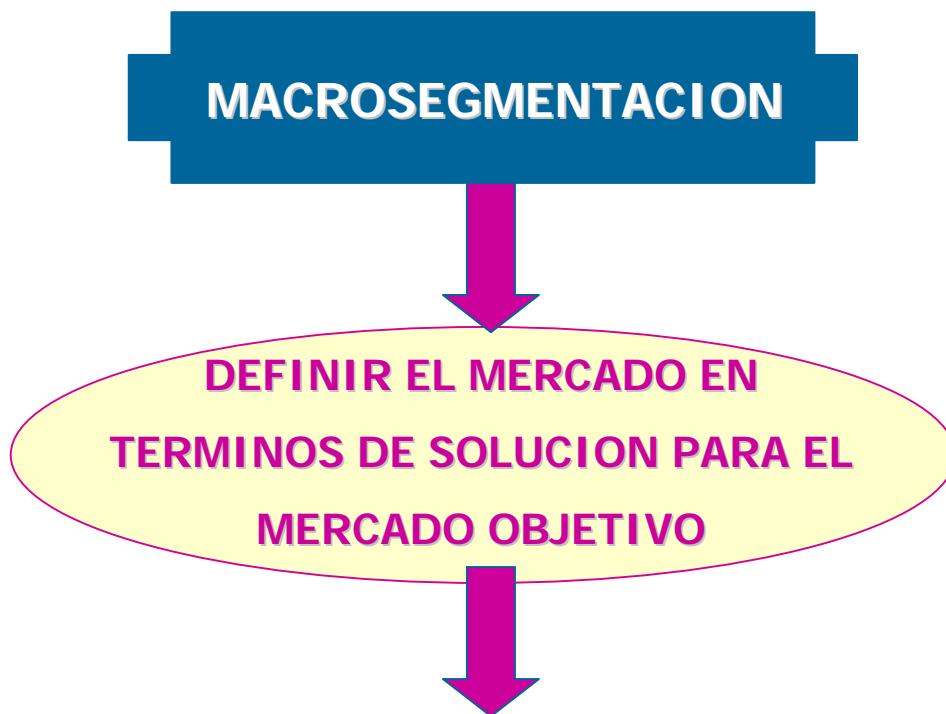 MACROSEGMENTACION
DEFINIR EL MERCADO EN
TERMINOS DE SOLUCION PARA EL
MERCADO OBJETIVO